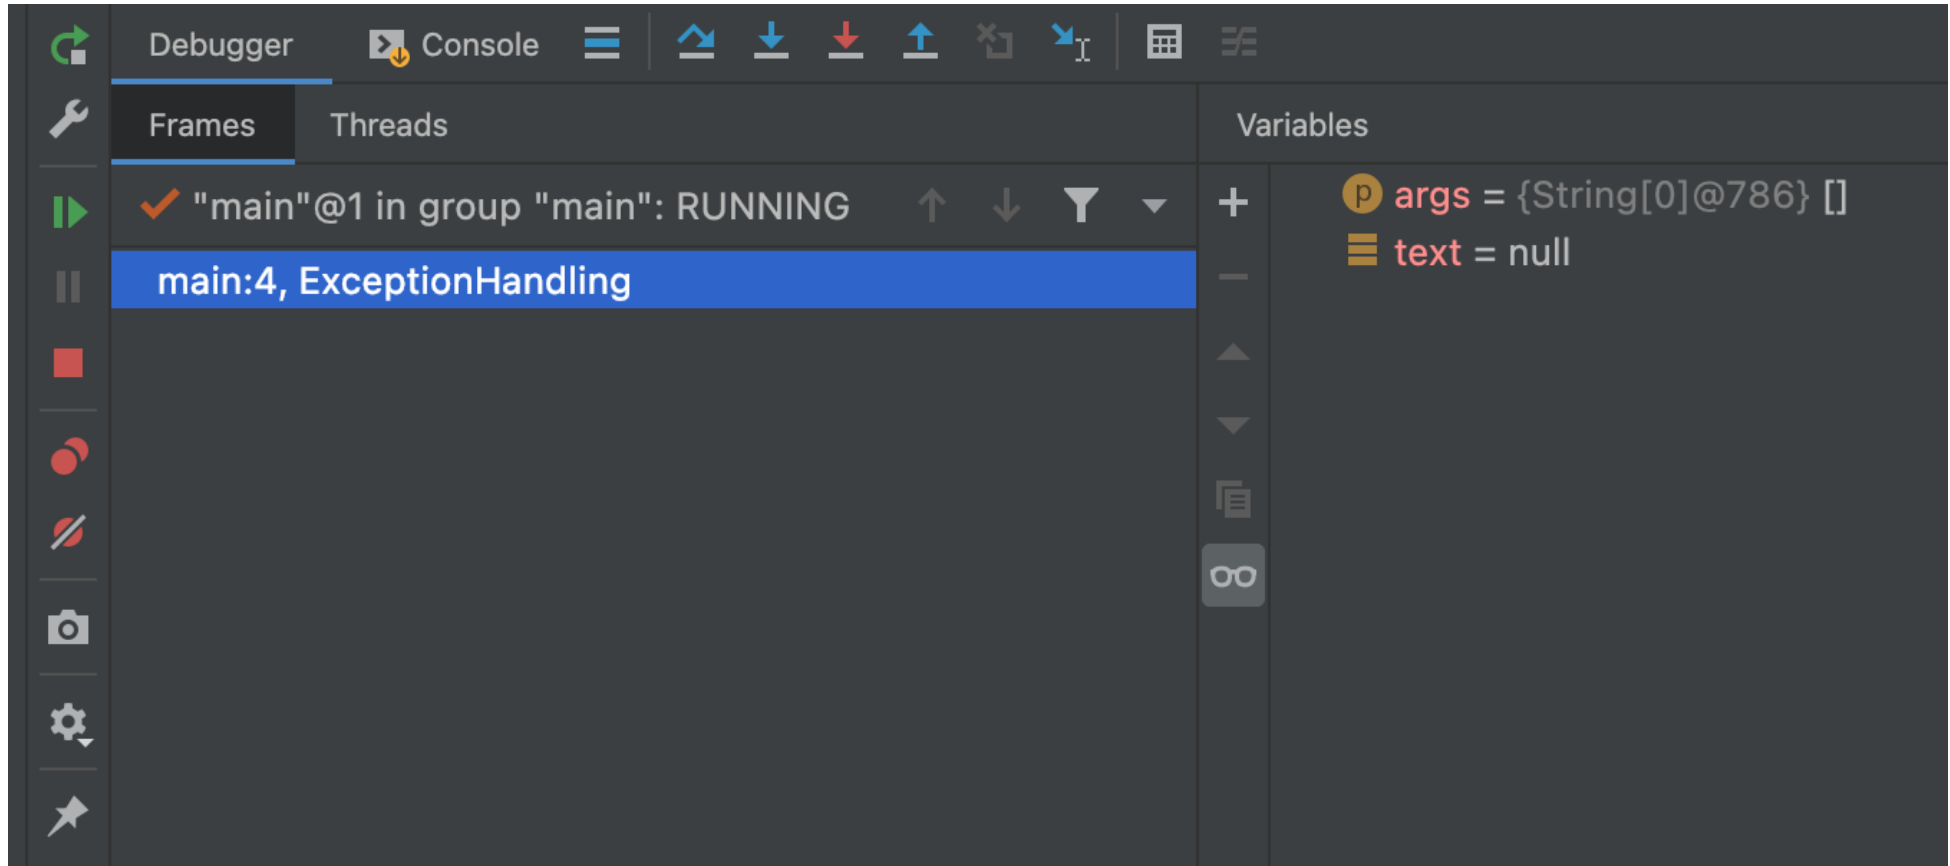 Debugger Console
Frames Threads Variables
"main"@1 in group "main": RUNNING
main:4, ExceptionHandling
p args = {String[0]@786} []
text = null